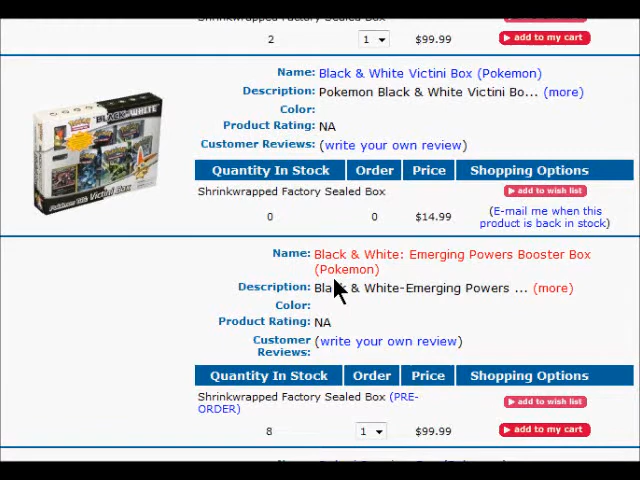 Shrinkwrapped Factory Sealed Box
2 1 $99.99 add to my cart
Name: Black & White Victini Box (Pokemon)
Description: Pokemon Black & White Victini Bo... (more)
Color:
Product Rating: NA
Customer Reviews: (write your own review)
Quantity In Stock Order Price Shopping Options
Shrinkwrapped Factory Sealed Box add to wish list
0 0 $14.99 (E-mail me when this
product is back in stock)
BLACK & WHITE
Name: Black & White: Emerging Powers Booster Box
(Pokemon)
Description: Black & White-Emerging Powers ... (more)
Color:
Product Rating: NA
Customer Reviews: (write your own review)
Quantity In Stock Order Price Shopping Options
Shrinkwrapped Factory Sealed Box (PRE-
ORDER) add to wish list
8 1 $99.99 add to my cart